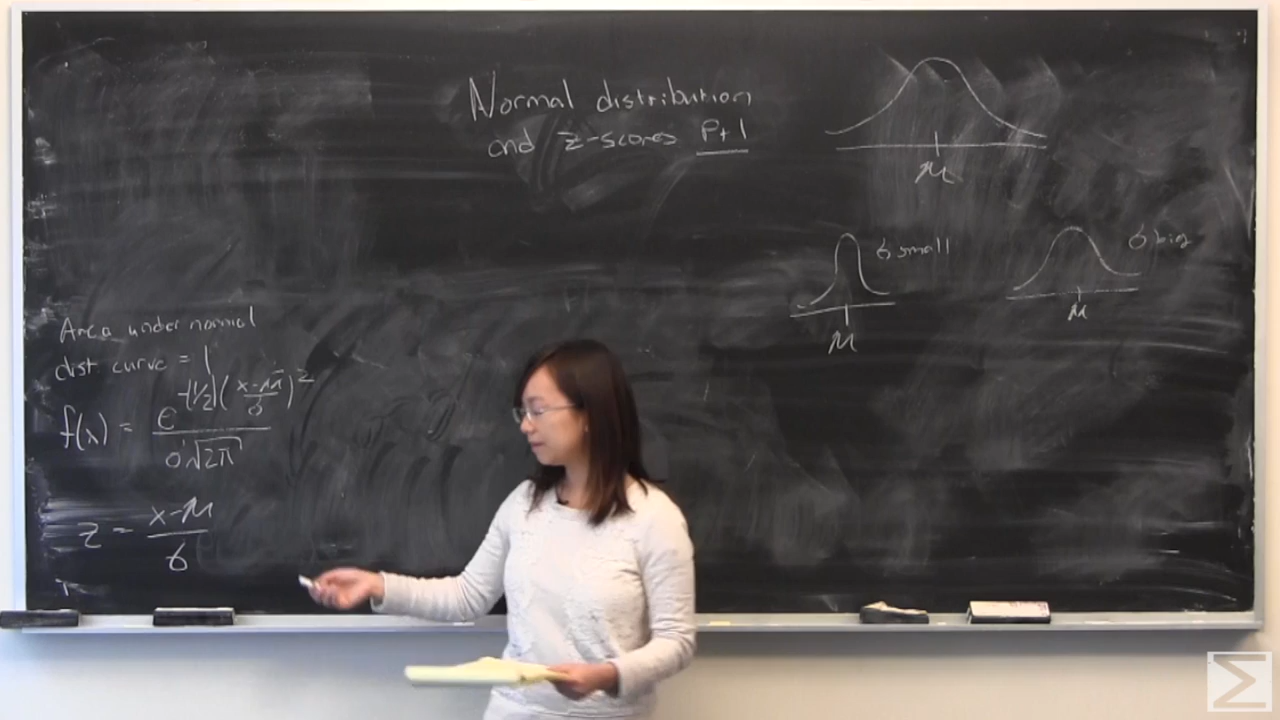 Normal distribution
and z-scores Pt 1
μ
σ small
σ big
μ
μ
Area under normal
dist. curve = 1
f(x) = e^-(1/2)((x-μ)/σ)^2 / σ√2π
z = x-μ / σ
Σ